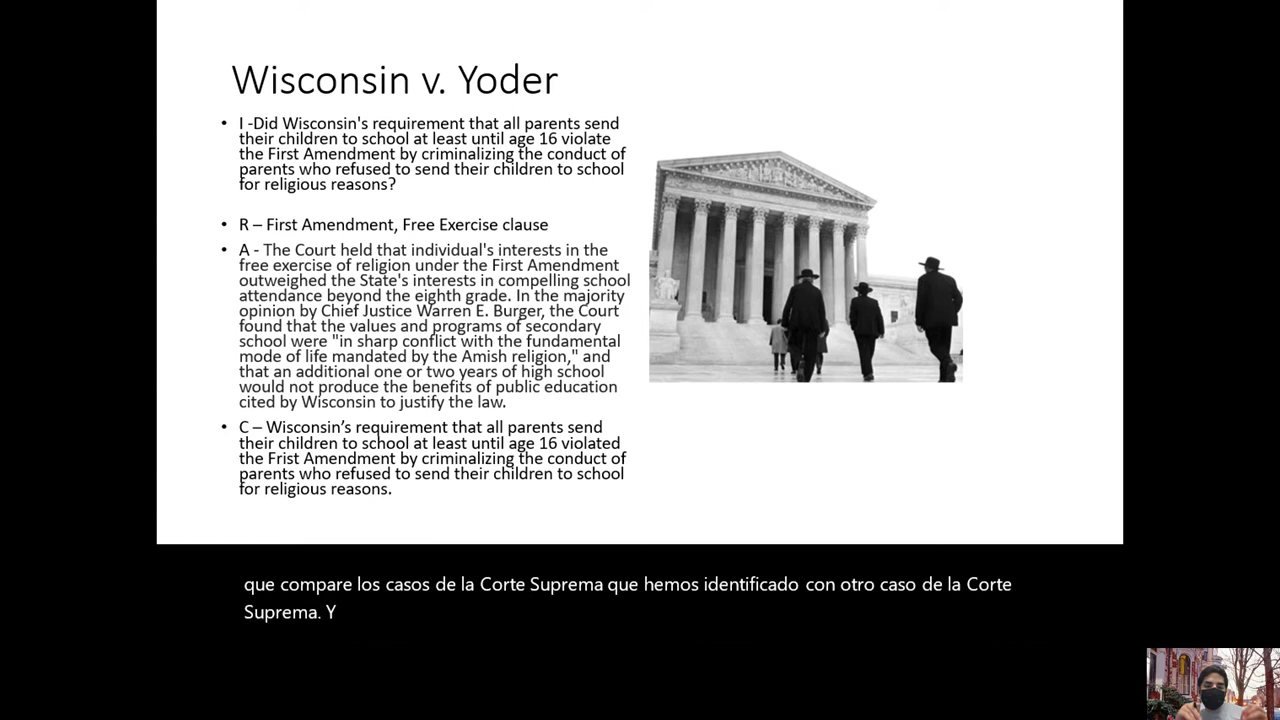 Wisconsin v. Yoder
• I -Did Wisconsin's requirement that all parents send
their children to school at least until age 16 violate
the First Amendment by criminalizing the conduct of
parents who refused to send their children to school
for religious reasons?
• R – First Amendment, Free Exercise clause
• A - The Court held that individual's interests in the
free exercise of religion under the First Amendment
outweighed the State's interests in compelling school
attendance beyond the eighth grade. In the majority
opinion by Chief Justice Warren E. Burger, the Court
found that the values and programs of secondary
school were "in sharp conflict with the fundamental
mode of life mandated by the Amish religion," and
that an additional one or two years of high school
would not produce the benefits of public education
cited by Wisconsin to justify the law.
• C – Wisconsin’s requirement that all parents send
their children to school at least until age 16 violated
the Frist Amendment by criminalizing the conduct of
parents who refused to send their children to school
for religious reasons.
que compare los casos de la Corte Suprema que hemos identificado con otro caso de la Corte
Suprema. Y